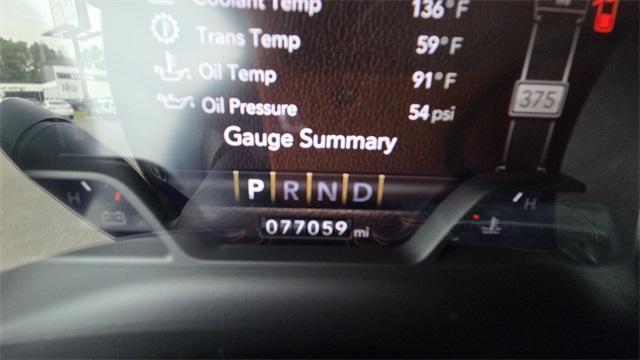 Coolant Temp 136°F
Trans Temp 59°F
Oil Temp 91°F
Oil Pressure 54 psi
375
Gauge Summary
P R N D
H H
077059 mi